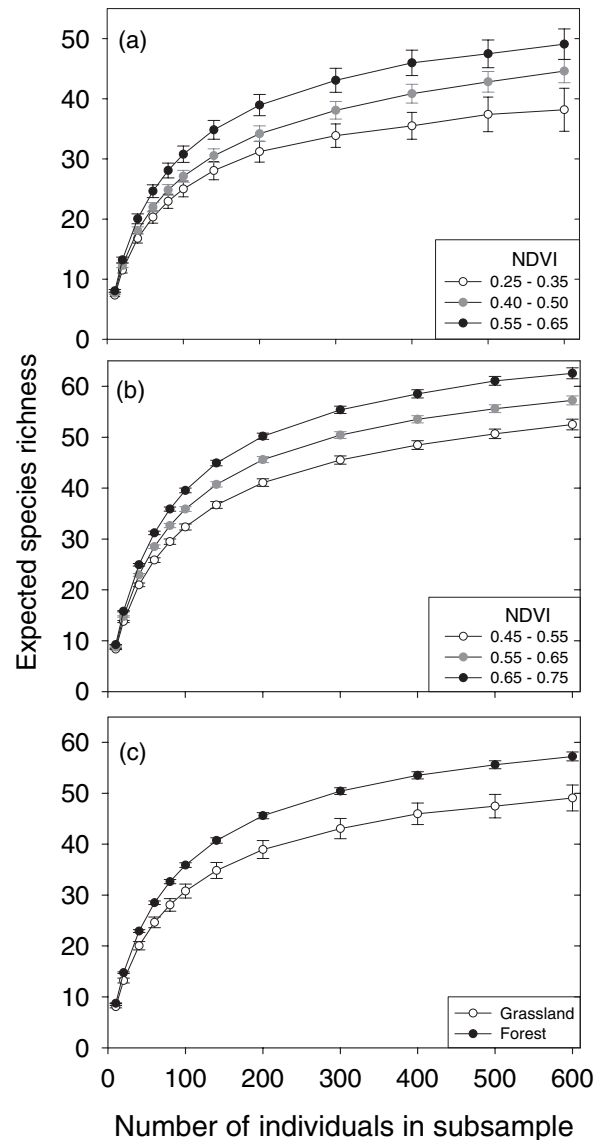 (a)
50
40
30
20
10
0
NDVI
0.25 - 0.35
0.40 - 0.50
0.55 - 0.65
Expected species richness
(b)
60
50
40
30
20
10
0
NDVI
0.45 - 0.55
0.55 - 0.65
0.65 - 0.75
(c)
60
50
40
30
20
10
0
Grassland
Forest
0 100 200 300 400 500 600
Number of individuals in subsample